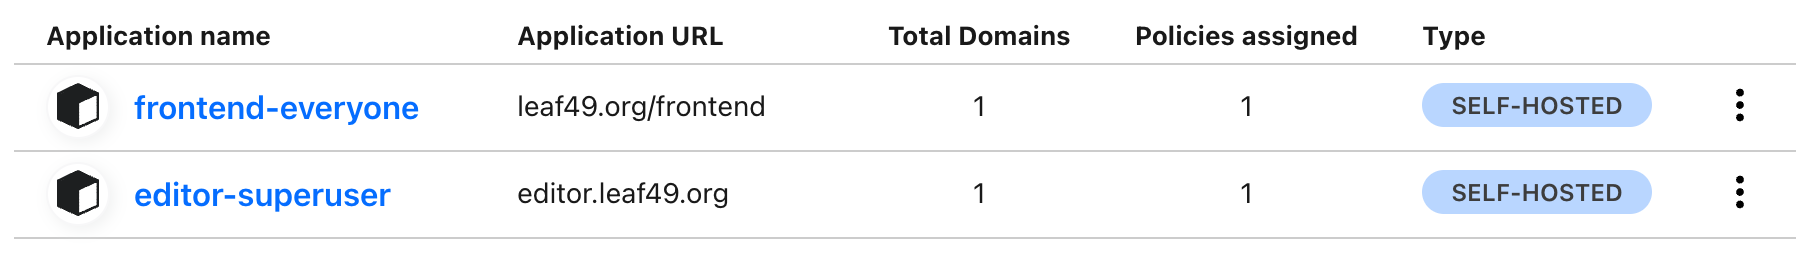 Application name Application URL Total Domains Policies assigned Type
frontend-everyone leaf49.org/frontend 1 1 SELF-HOSTED
editor-superuser editor.leaf49.org 1 1 SELF-HOSTED